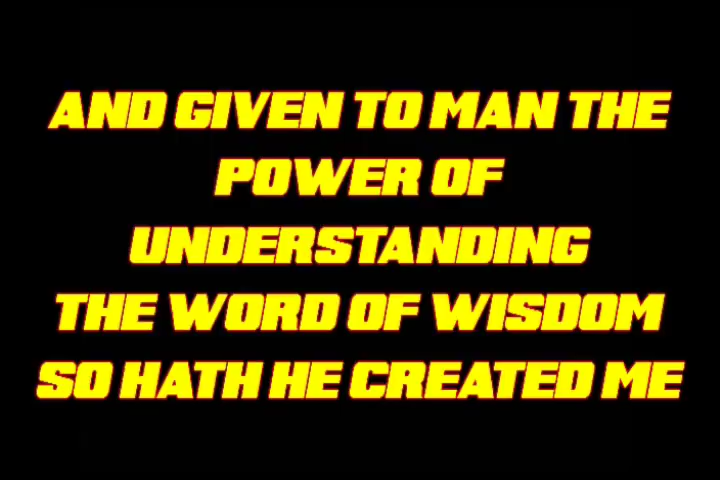 AND GIVEN TO MAN THE
POWER OF
UNDERSTANDING
THE WORD OF WISDOM
SO HATH HE CREATED ME